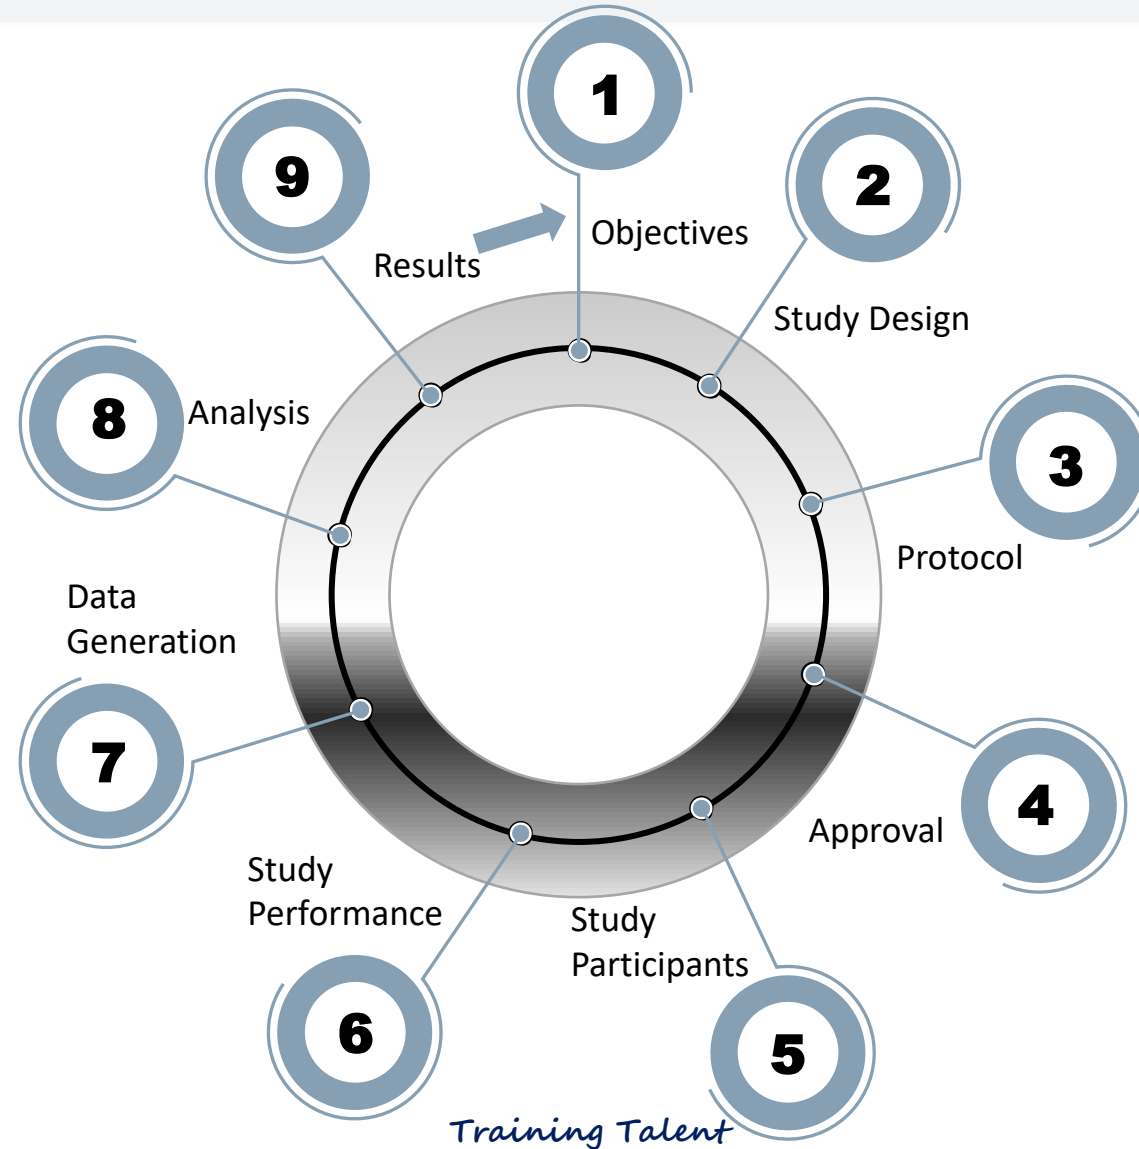 1
Objectives
2
Study Design
3
Protocol
4
Approval
5
Study
Participants
6
Study
Performance
7
Data
Generation
8
Analysis
9
Results
Training Talent